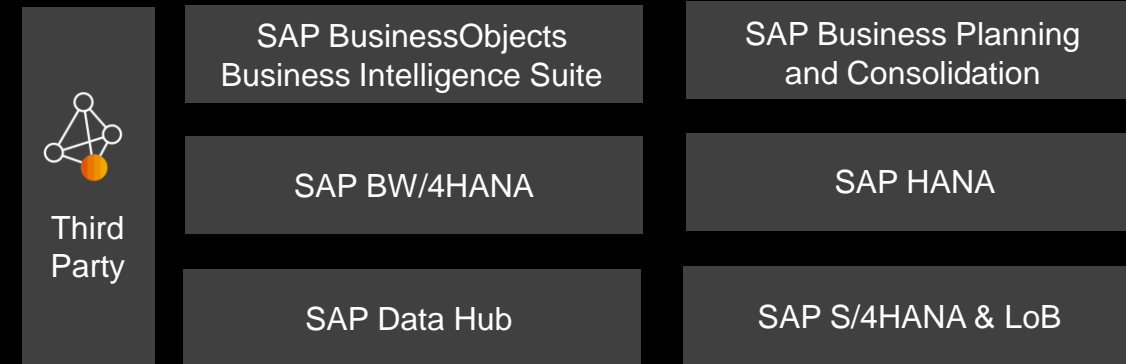 Third
Party
SAP BusinessObjects
Business Intelligence Suite
SAP Business Planning
and Consolidation
SAP BW/4HANA
SAP HANA
SAP Data Hub
SAP S/4HANA & LoB